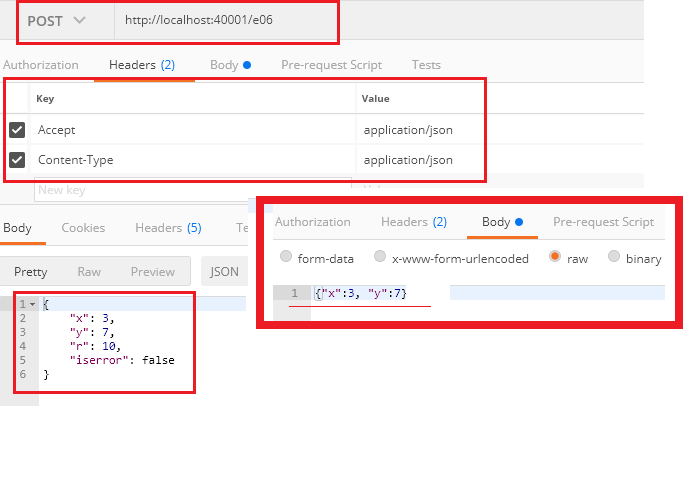 POST http://localhost:40001/e06
Authorization Headers (2) Body Pre-request Script Tests
Key Value
Accept application/json
Content-Type application/json
New key
Body Cookies Headers (5) Te
Pretty Raw Preview JSON
1 {
2 "x": 3,
3 "y": 7,
4 "r": 10,
5 "iserror": false
6 }
Authorization Headers (2) Body Pre-request Script
form-data x-www-form-urlencoded raw binary
1 {"x":3, "y":7}